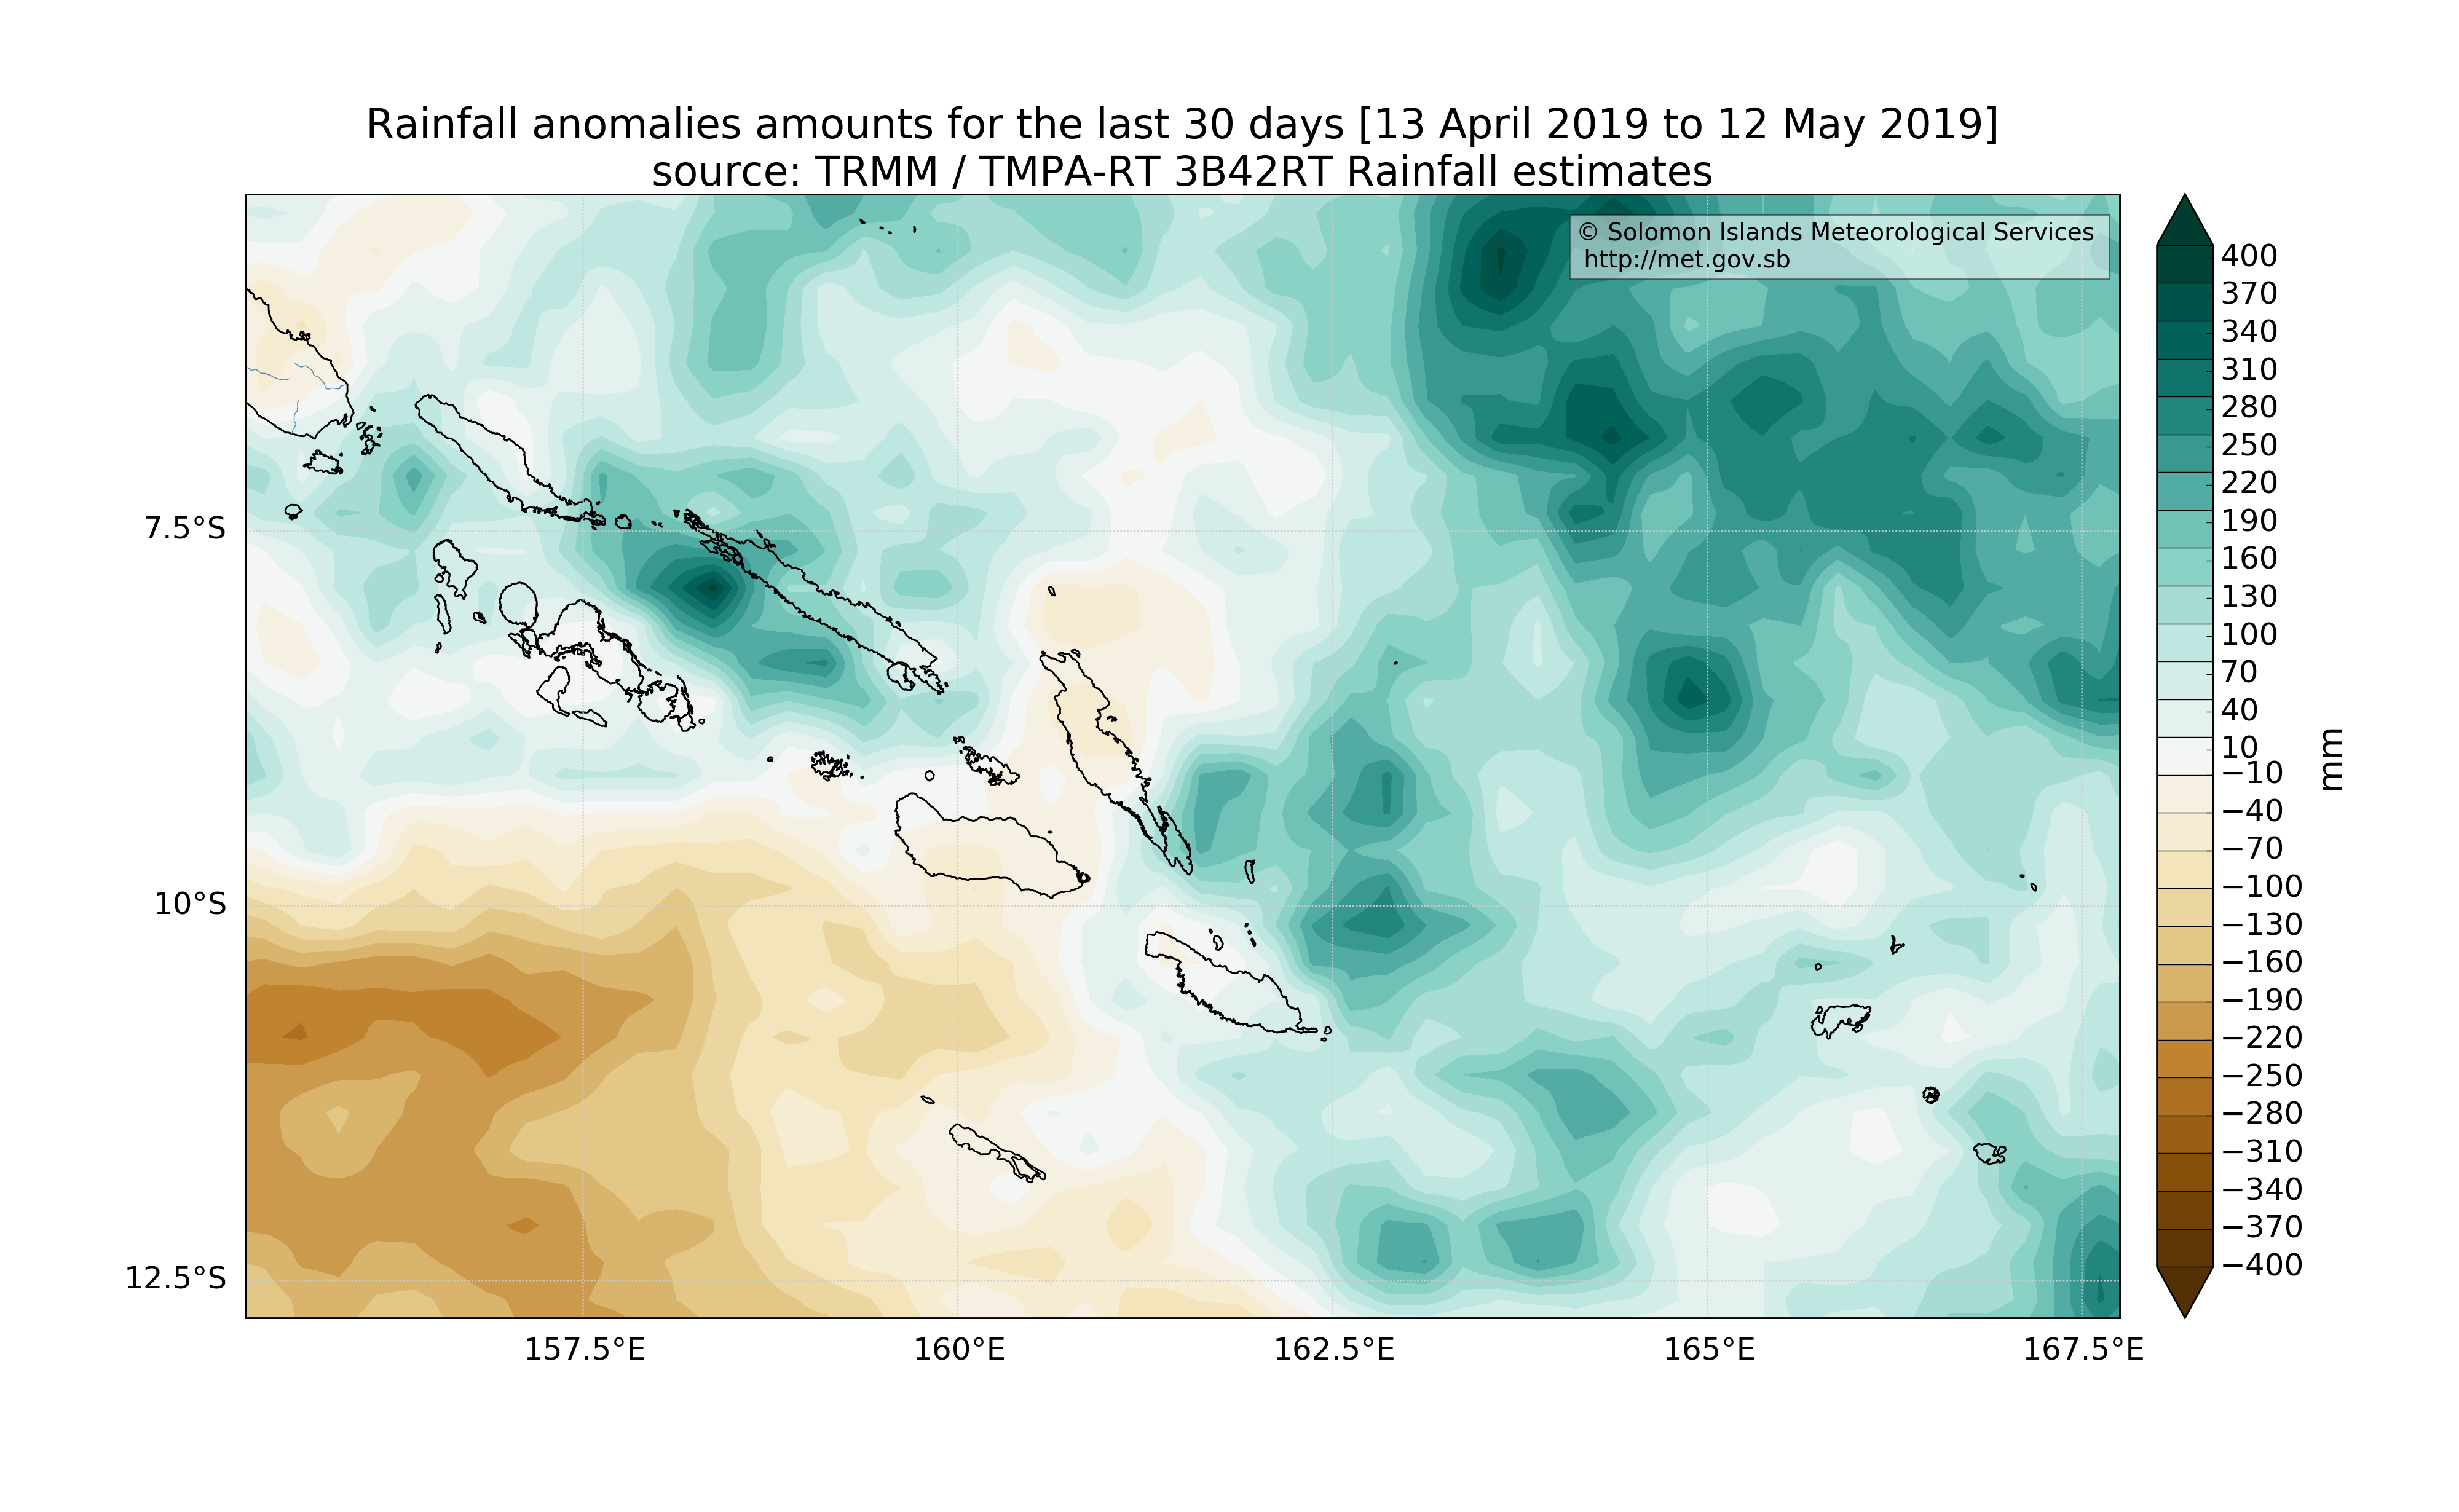 Rainfall anomalies amounts for the last 30 days [13 April 2019 to 12 May 2019]
source: TRMM / TMPA-RT 3B42RT Rainfall estimates
© Solomon Islands Meteorological Services
http://met.gov.sb
7.5°S
10°S
12.5°S
157.5°E
160°E
162.5°E
165°E
167.5°E
400
370
340
310
280
250
220
190
160
130
100
70
40
10
−10
−40
−70
−100
−130
−160
−190
−220
−250
−280
−310
−340
−370
−400
mm